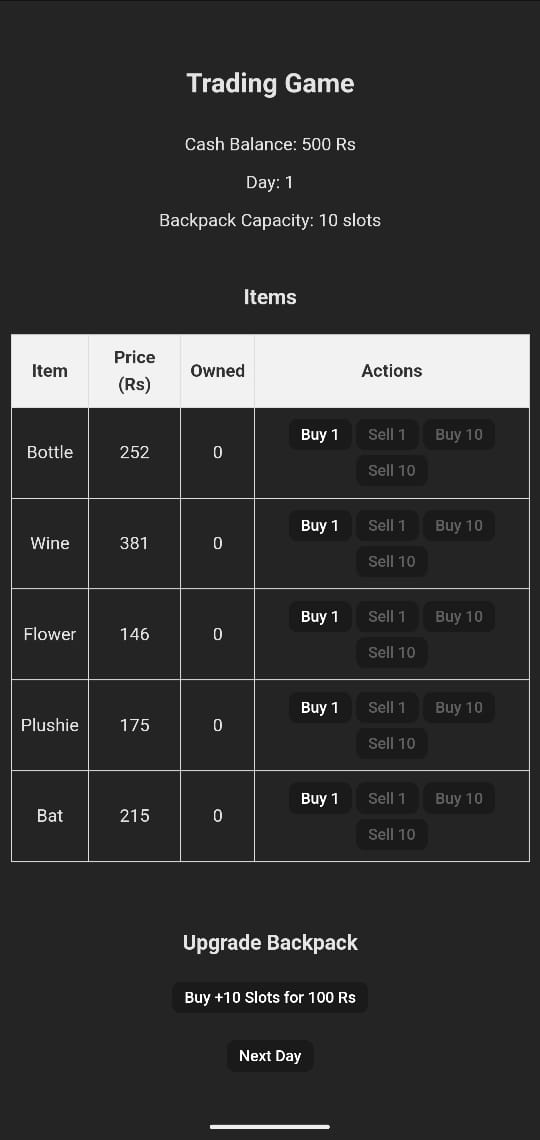 Trading Game
Cash Balance: 500 Rs
Day: 1
Backpack Capacity: 10 slots
Items
Item Price (Rs) Owned Actions
Bottle 252 0 Buy 1 Sell 1 Buy 10
Sell 10
Wine 381 0 Buy 1 Sell 1 Buy 10
Sell 10
Flower 146 0 Buy 1 Sell 1 Buy 10
Sell 10
Plushie 175 0 Buy 1 Sell 1 Buy 10
Sell 10
Bat 215 0 Buy 1 Sell 1 Buy 10
Sell 10
Upgrade Backpack
Buy +10 Slots for 100 Rs
Next Day